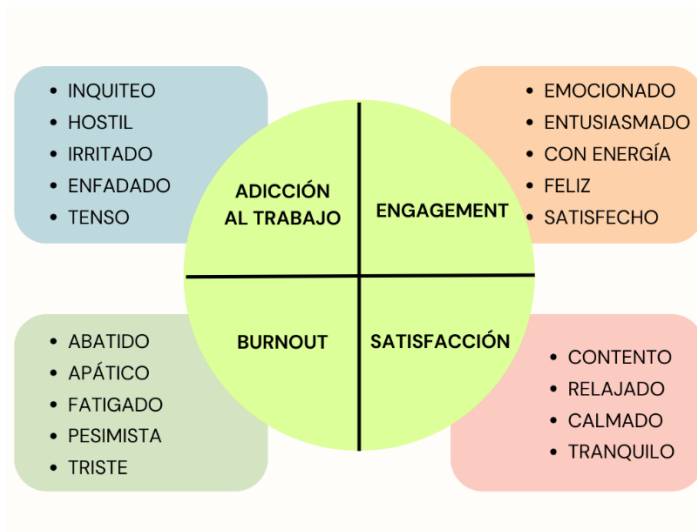 INQUITEO
HOSTIL
IRRITADO
ENFADADO
TENSO
EMOCIONADO
ENTUSIASMADO
CON ENERGÍA
FELIZ
SATISFECHO
ADICCIÓN
AL TRABAJO
ENGAGEMENT
BURNOUT
SATISFACCIÓN
ABATIDO
APÁTICO
FATIGADO
PESIMISTA
TRISTE
CONTENTO
RELAJADO
CALMADO
TRANQUILO